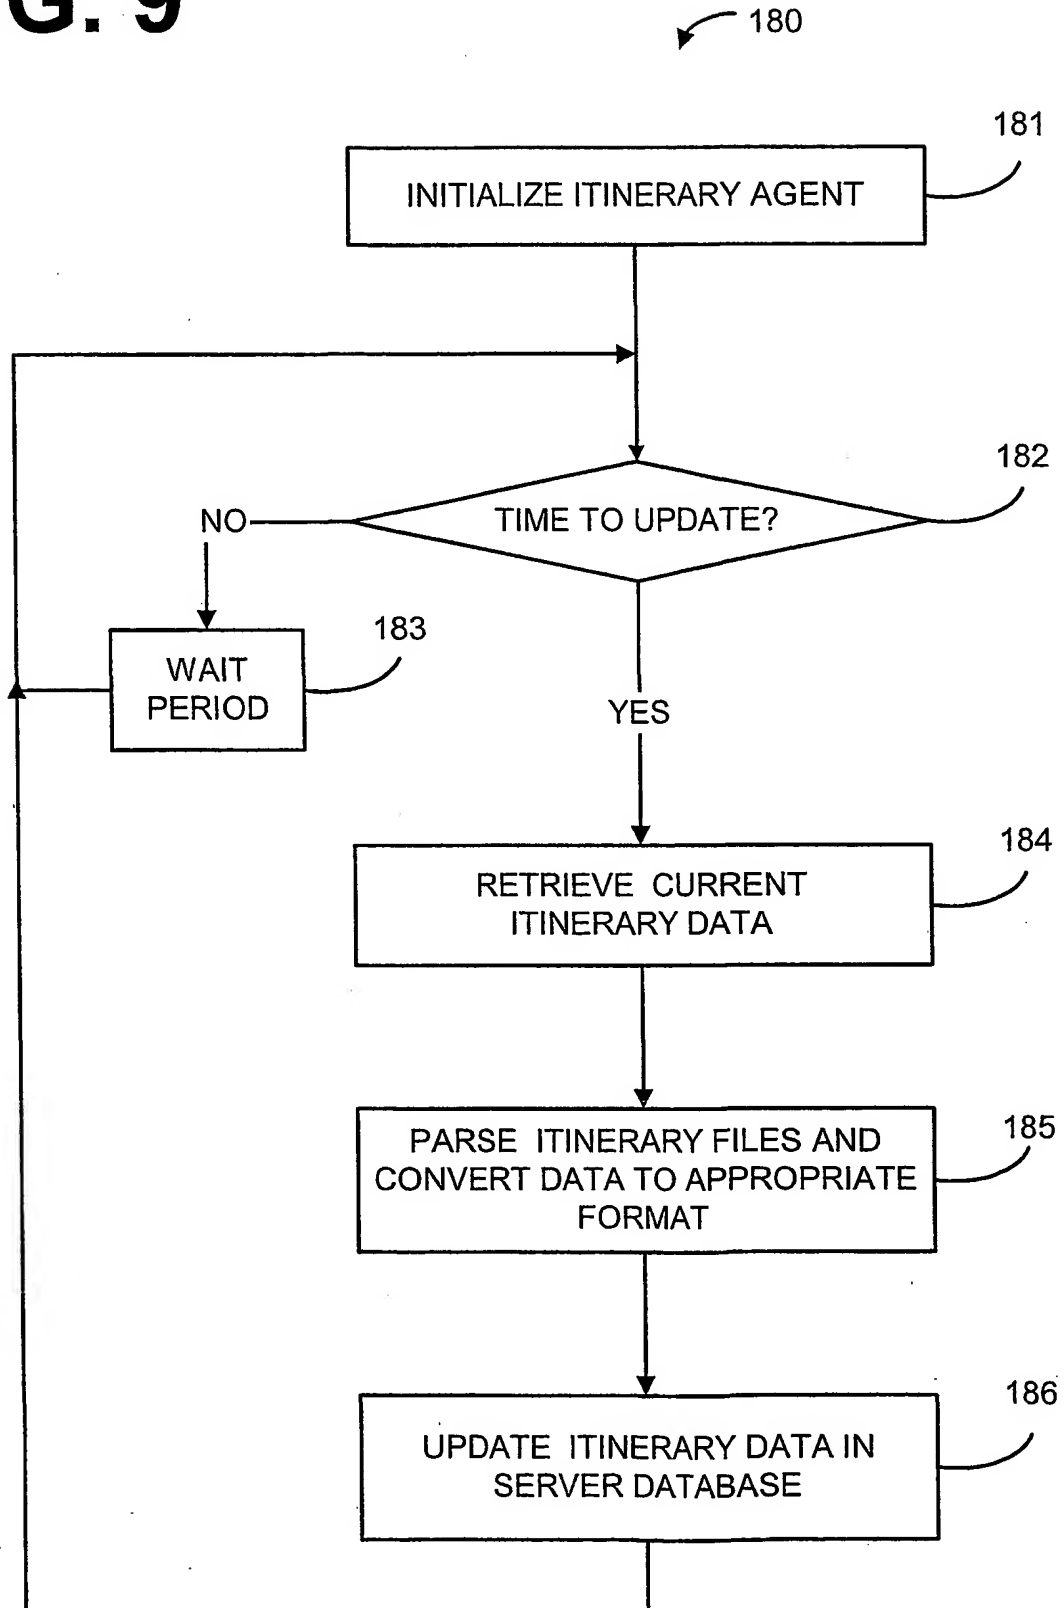 G. 9
180
181
INITIALIZE ITINERARY AGENT
182
TIME TO UPDATE?
NO
183
WAIT
PERIOD
YES
184
RETRIEVE CURRENT
ITINERARY DATA
185
PARSE ITINERARY FILES AND
CONVERT DATA TO APPROPRIATE
FORMAT
186
UPDATE ITINERARY DATA IN
SERVER DATABASE